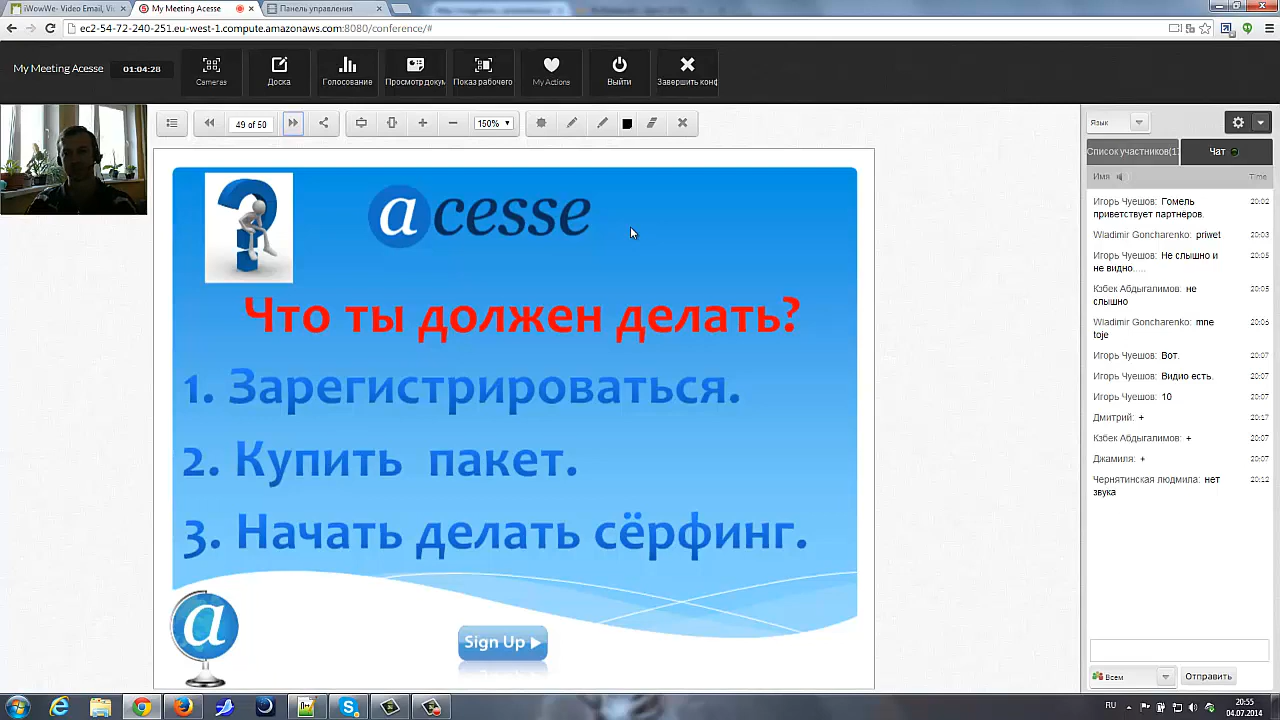 iWowWe- Video Email, Vi
My Meeting Acesse
Панель управления
ec2-54-72-240-251.eu-west-1.compute.amazonaws.com:8080/conference/#
My Meeting Acesse
01:04:28
Cameras
Доска
Голосование
Просмотр докум
Показ рабочего
My Actions
Выйти
Завершить конф
49 of 50
150%
acesse
Что ты должен делать?
1. Зарегистрироваться.
2. Купить пакет.
3. Начать делать сёрфинг.
a
Sign Up
Язык
Список участников(1
Чат
Имя
Time
Игорь Чуешов: Гомель 20:02
приветствует партнёров.
Wladimir Goncharenko: priwet 20:03
Игорь Чуешов: Не слышно и 20:05
не видно.....
Кэбек Абдыгалимов: не 20:05
слышно
Wladimir Goncharenko: mne 20:06
toje
Игорь Чуешов: Вот. 20:07
Игорь Чуешов: Видио есть. 20:07
Игорь Чуешов: 10 20:07
Дмитрий: + 20:17
Кэбек Абдыгалимов: + 20:07
Джамиля: + 20:07
Чернятинская людмила: нет 20:12
звука
Всем
Отправить
RU
20:55
04.07.2014